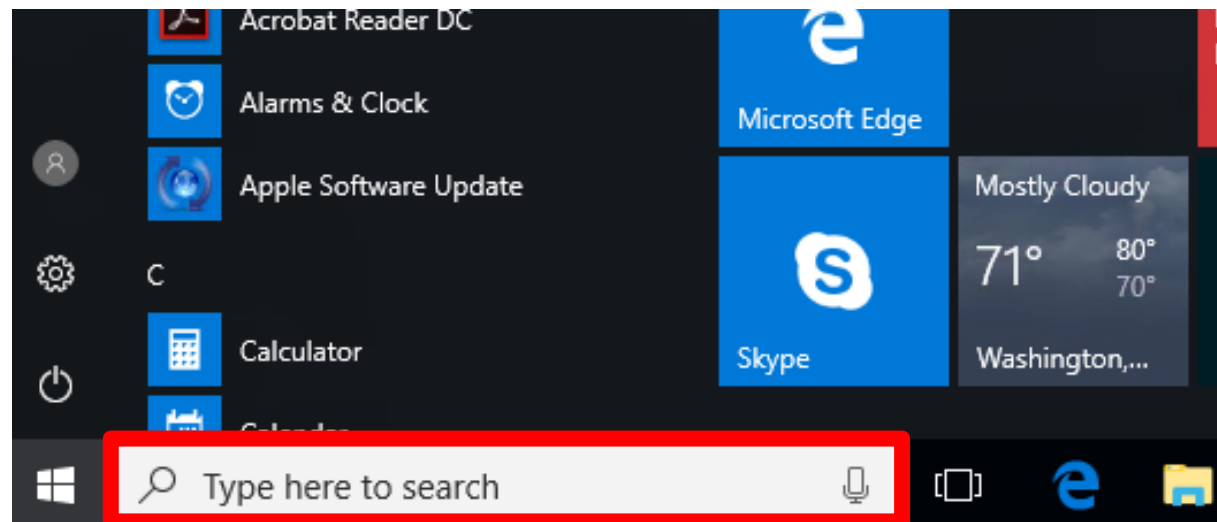 Acrobat Reader DC
Alarms & Clock
Apple Software Update
C
Calculator
Calendar
Microsoft Edge
Skype
Mostly Cloudy
71°
80°
70°
Washington,...
Type here to search